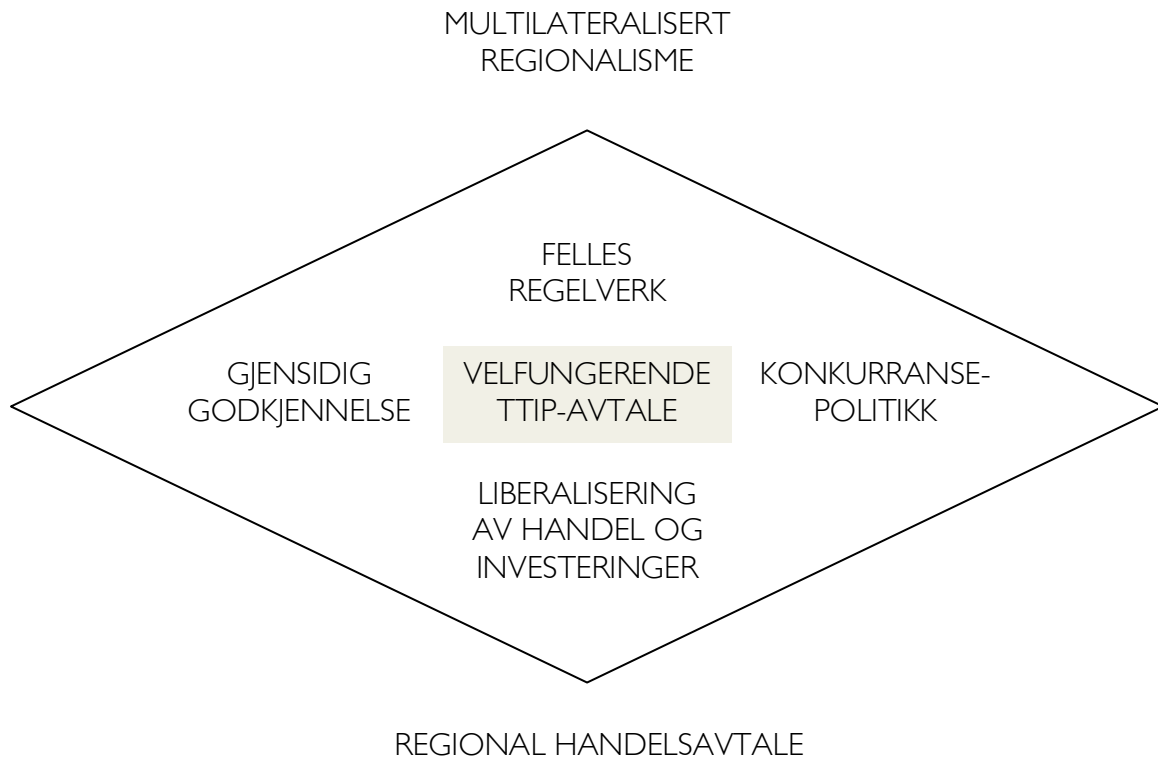 MULTILATERALISERT
REGIONALISME
FELLES
REGELVERK
GJENSIDIG
GODKJENNELSE
VELFUNGERENDE
TTIP-AVTALE
KONKURRANSE-
POLITIKK
LIBERALISERING
AV HANDEL OG
INVESTERINGER
REGIONAL HANDELSAVTALE